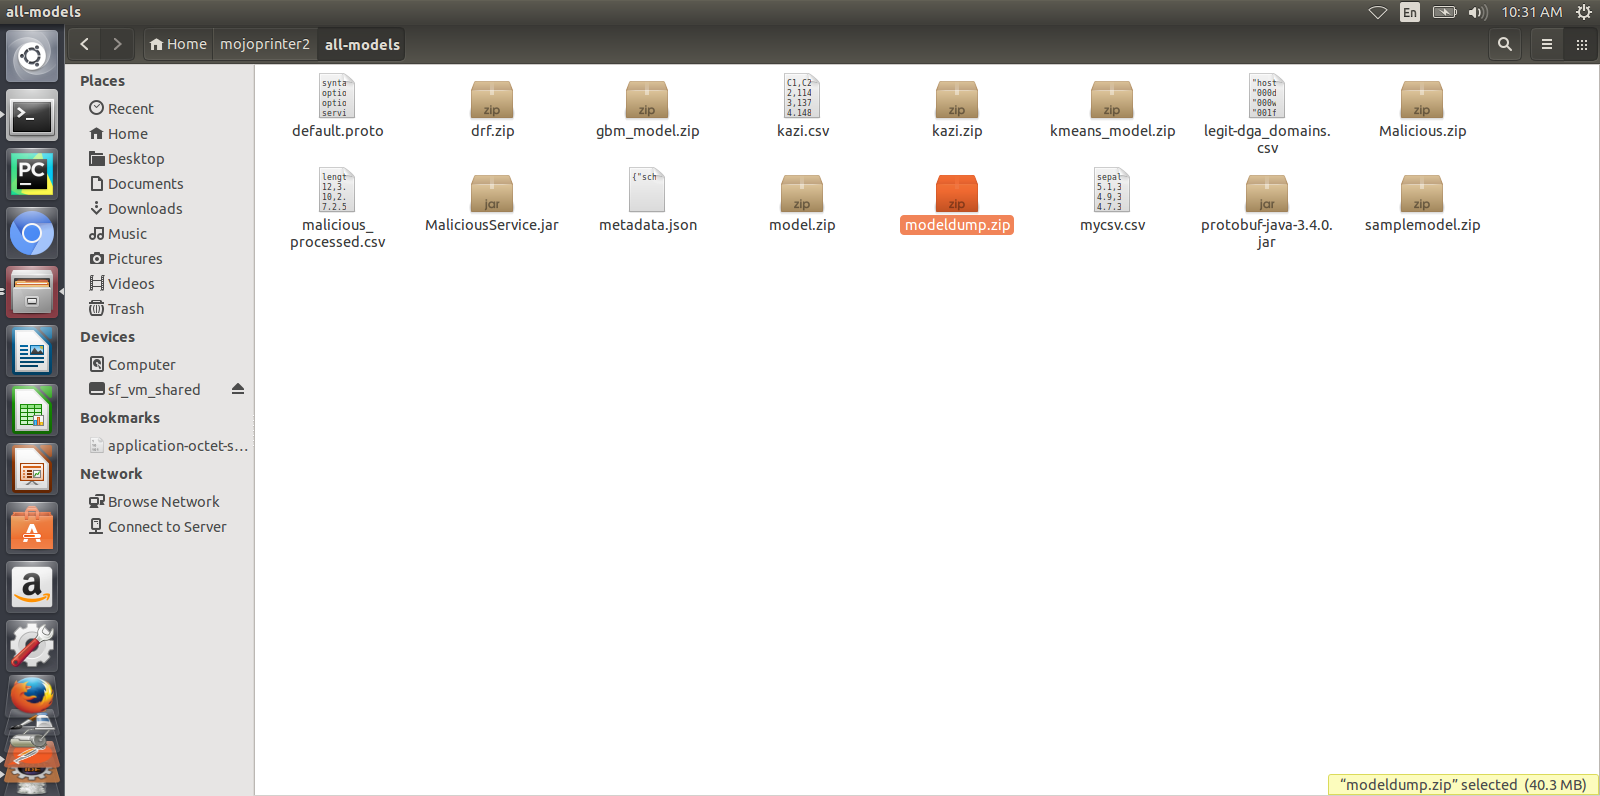 all-models
En
10:31 AM
Home
mojoprinter2
all-models
Places
Recent
Home
Desktop
Documents
Downloads
Music
Pictures
Videos
Trash
Devices
Computer
sf_vm_shared
Bookmarks
application-octet-s...
Network
Browse Network
Connect to Server
synta
optio
optio
servi
default.proto
zip
drf.zip
zip
gbm_model.zip
C1,C2
2,114
3,137
4,148
kazi.csv
zip
kazi.zip
zip
kmeans_model.zip
"host
"000d
"000w
"001f
legit-dga_domains.
csv
zip
Malicious.zip
lengt
12,3.
10,2.
7,2.5
malicious_
processed.csv
jar
MaliciousService.jar
{"sch
metadata.json
zip
model.zip
zip
modeldump.zip
sepal
5.1,3
4.9,3
4.7,3
mycsv.csv
jar
protobuf-java-3.4.0.
jar
zip
samplemodel.zip
PC
A
a
“modeldump.zip” selected (40.3 MB)